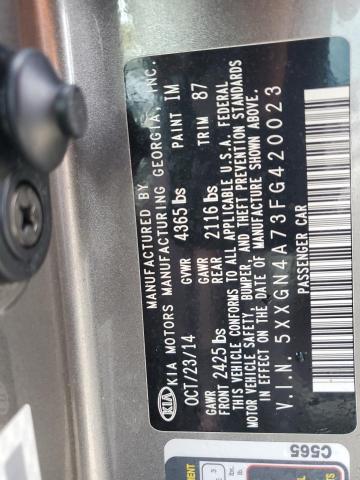 MANUFACTURED BY
KIA KIA MOTORS MANUFACTURING GEORGIA, INC.
OCT/23/14 GVWR 4365 lbs PAINT IM
GAWR FRONT 2425 lbs GAWR REAR 2116 lbs TRIM 87
THIS VEHICLE CONFORMS TO ALL APPLICABLE U.S.A. FEDERAL
MOTOR VEHICLE SAFETY, BUMPER, AND THEFT PREVENTION STANDARDS
IN EFFECT ON THE DATE OF MANUFACTURE SHOWN ABOVE.
V.I.N. 5XXGN4A73FG420023
PASSENGER CAR
C565